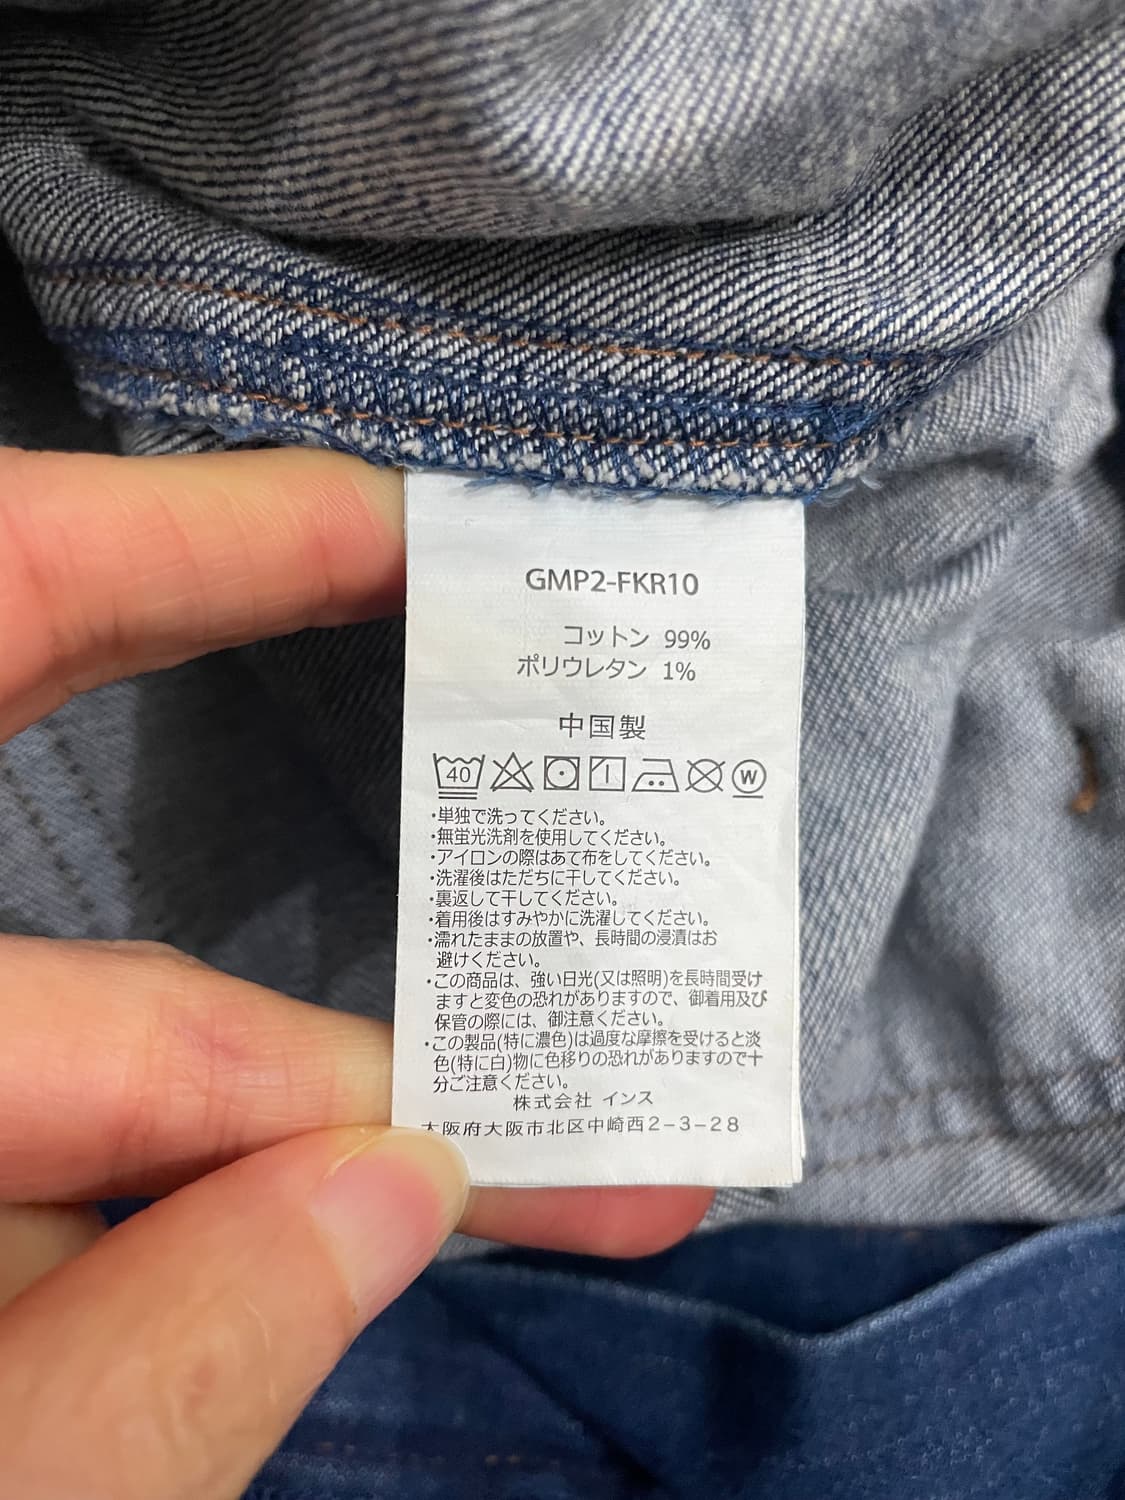 GMP2-FKR10
コットン 99%
ポリウレタン 1%
中国製
40
W
・単独で洗ってください。
・無蛍光洗剤を使用してください。
・アイロンの際はあて布をしてください。
・洗濯後はただちに干してください。
・裏返して干してください。
・着用後はすみやかに洗濯してください。
・濡れたままの放置や、長時間の浸漬はお
避けください。
・この商品は、強い日光(又は照明)を長時間受け
ますと変色の恐れがありますので、御着用及び
保管の際には、御注意ください。
・この製品(特に濃色)は過度な摩擦を受けると淡
色(特に白)物に色移りの恐れがありますので十
分ご注意ください。
株式会社 インス
大阪府大阪市北区中崎西2-3-28